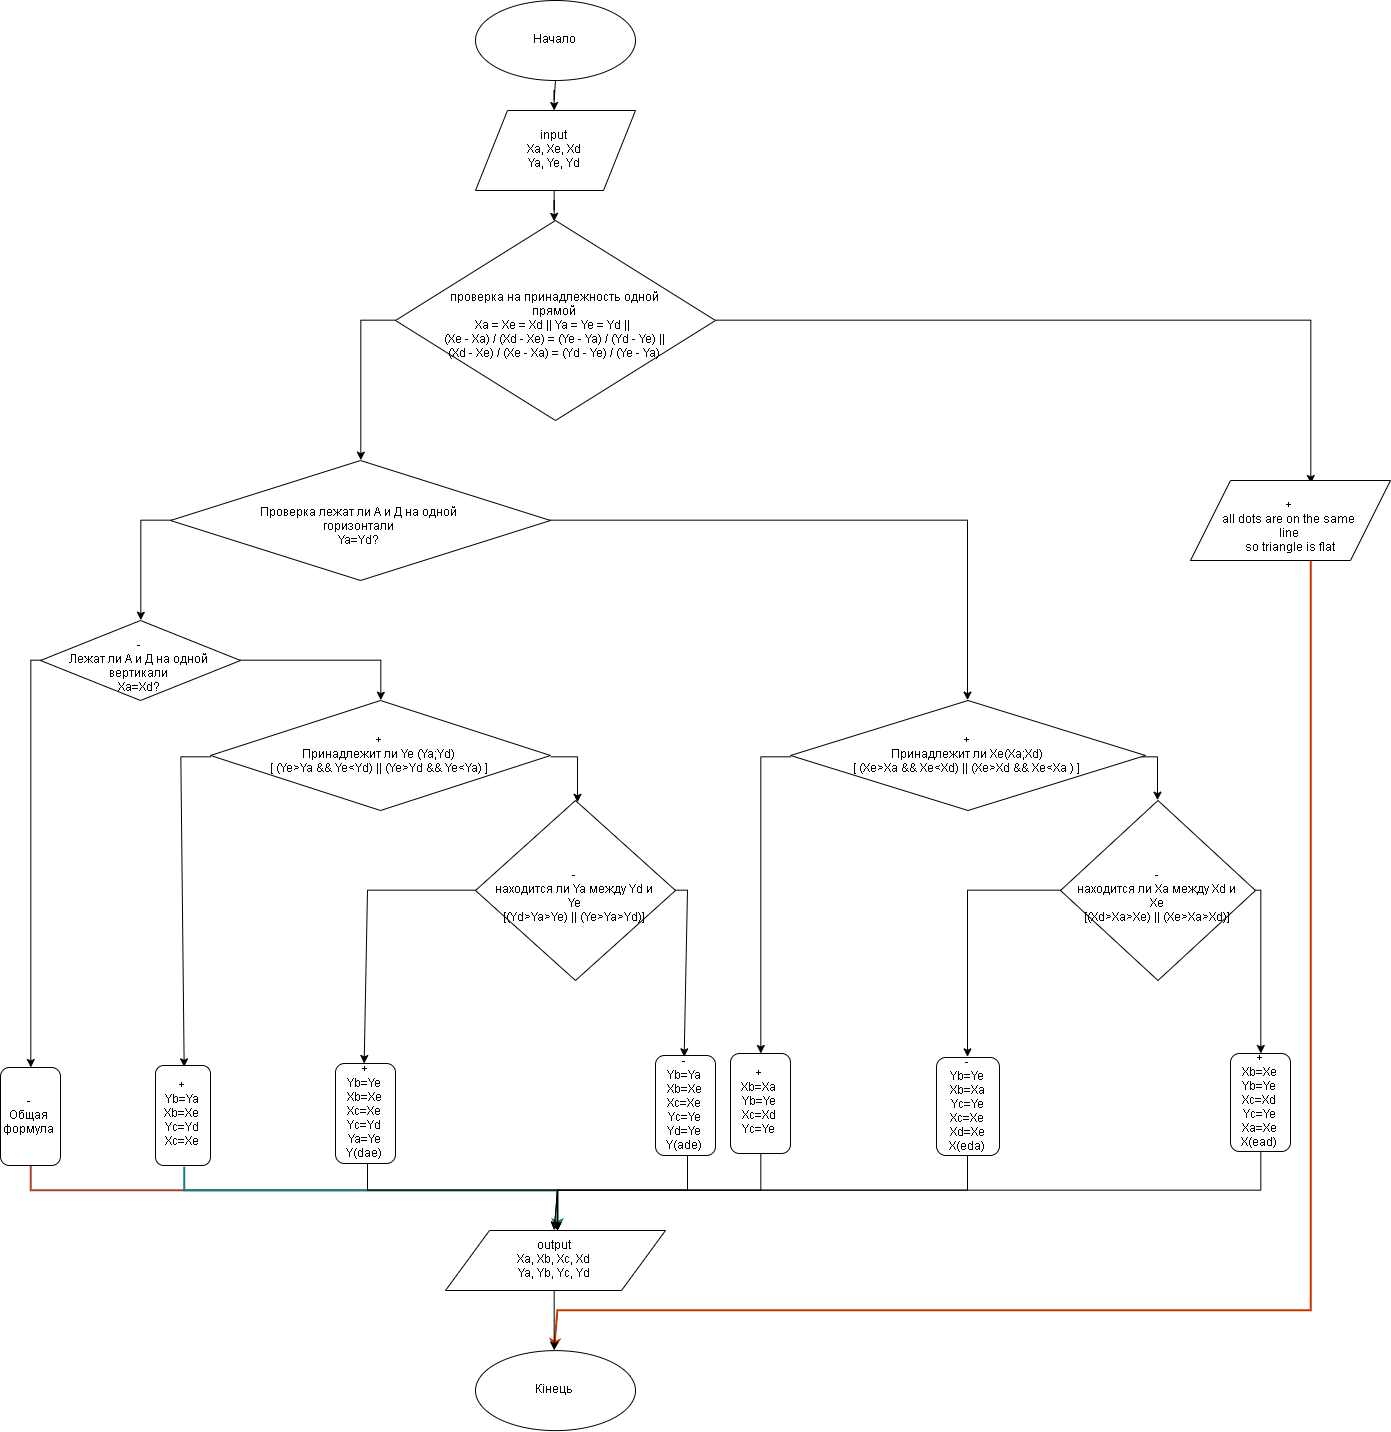 Начало
input
Xa, Xe, Xd
Ya, Ye, Yd
проверка на принадлежность одной
прямой
Xa = Xe = Xd || Ya = Ye = Yd ||
(Xe - Xa) / (Xd - Xe) = (Ye - Ya) / (Yd - Ye) ||
(Xd - Xe) / (Xe - Xa) = (Yd - Ye) / (Ye - Ya)
Проверка лежат ли А и Д на одной
горизонтали
Ya=Yd?
+
all dots are on the same
line
so triangle is flat
-
Лежат ли А и Д на одной
вертикали
Xa=Xd?
+
Принадлежит ли Ye (Ya;Yd)
[ (Ye>Ya && Ye<Yd) || (Ye>Yd && Ye<Ya) ]
+
Принадлежит ли Xe(Xa;Xd)
[ (Xe>Xa && Xe<Xd) || (Xe>Xd && Xe<Xa ) ]
-
находится ли Ya между Yd и
Ye
[(Yd>Ya>Ye) || (Ye>Ya>Yd)]
-
находится ли Xa между Xd и
Xe
[(Xd>Xa>Xe) || (Xe>Xa>Xd)]
-
Общая
формула
+
Yb=Ya
Xb=Xe
Yc=Yd
Xc=Xe
+
Yb=Ye
Xb=Xe
Xc=Xe
Yc=Yd
Ya=Ye
Y(dae)
-
Yb=Ya
Xb=Xe
Xc=Xe
Yc=Ye
Yd=Ye
Y(ade)
+
Xb=Xa
Yb=Ye
Xc=Xd
Yc=Ye
-
Yb=Ye
Xb=Xa
Yc=Ye
Xc=Xe
Xd=Xe
X(eda)
+
Xb=Xe
Yb=Ye
Xc=Xd
Yc=Ye
Xa=Xe
X(ead)
output
Xa, Xb, Xc, Xd
Ya, Yb, Yc, Yd
Кінець